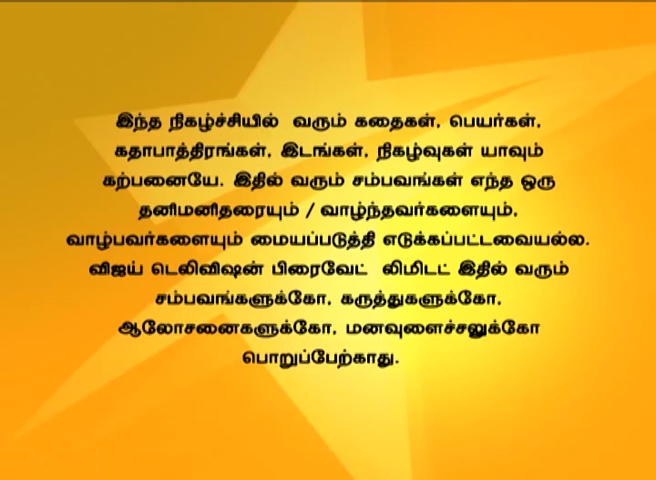 இந்த நிகழ்ச்சியில் வரும் கதைகள், பெயர்கள்,
கதாபாத்திரங்கள், இடங்கள், நிகழ்வுகள் யாவும்
கற்பனையே. இதில் வரும் சம்பவங்கள் எந்த ஒரு
தனிமனிதரையும் / வாழ்ந்தவர்களையும்,
வாழ்பவர்களையும் மையப்படுத்தி எடுக்கப்பட்டவையல்ல.
விஜய் டெலிவிஷன் பிரைவேட் லிமிடட் இதில் வரும்
சம்பவங்களுக்கோ, கருத்துகளுக்கோ,
ஆலோசனைகளுக்கோ, மனவுளைச்சலுக்கோ
பொறுப்பேற்காது.